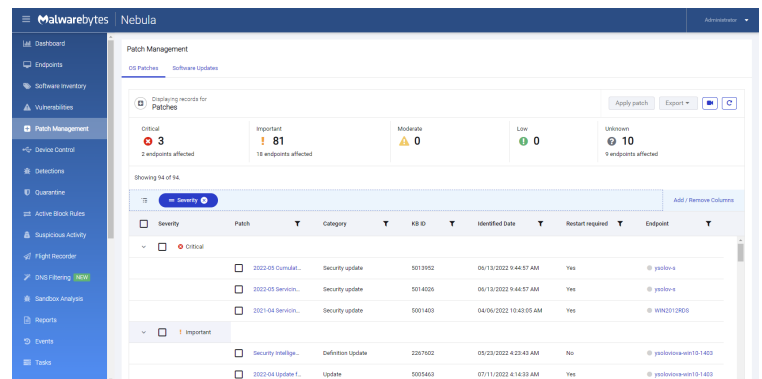 Malwarebytes | Nebula
Administrator
Dashboard
Endpoints
Software Inventory
Vulnerabilities
Patch Management
Device Control
Detections
Quarantine
Active Block Rules
Suspicious Activity
Flight Recorder
DNS Filtering NEW
Sandbox Analysis
Reports
Events
Tasks
Patch Management
OS Patches Software Updates
Displaying records for
Patches
Apply patch Export
Critical Important Moderate Low Unknown
3 81 0 0 10
2 endpoints affected 18 endpoints affected 9 endpoints affected
Showing 94 of 94.
Severity Add / Remove Columns
Severity Patch Category KB ID Identified Date Restart required Endpoint
Critical
2022-05 Cumulat... Security update 5013952 06/13/2022 9:44:57 AM Yes ysolov-s
2022-05 Servicin... Security update 5014026 06/13/2022 9:44:57 AM Yes ysolov-s
2021-04 Servicin... Security update 5001403 04/06/2022 10:43:05 AM Yes WIN2012RDS
Important
Security Intellige... Definition Update 2267602 05/23/2022 4:23:43 AM No ysoloviova-win10-1403
2022-04 Update f... Update 5005463 07/11/2022 4:14:33 AM Yes ysoloviova-win10-1403